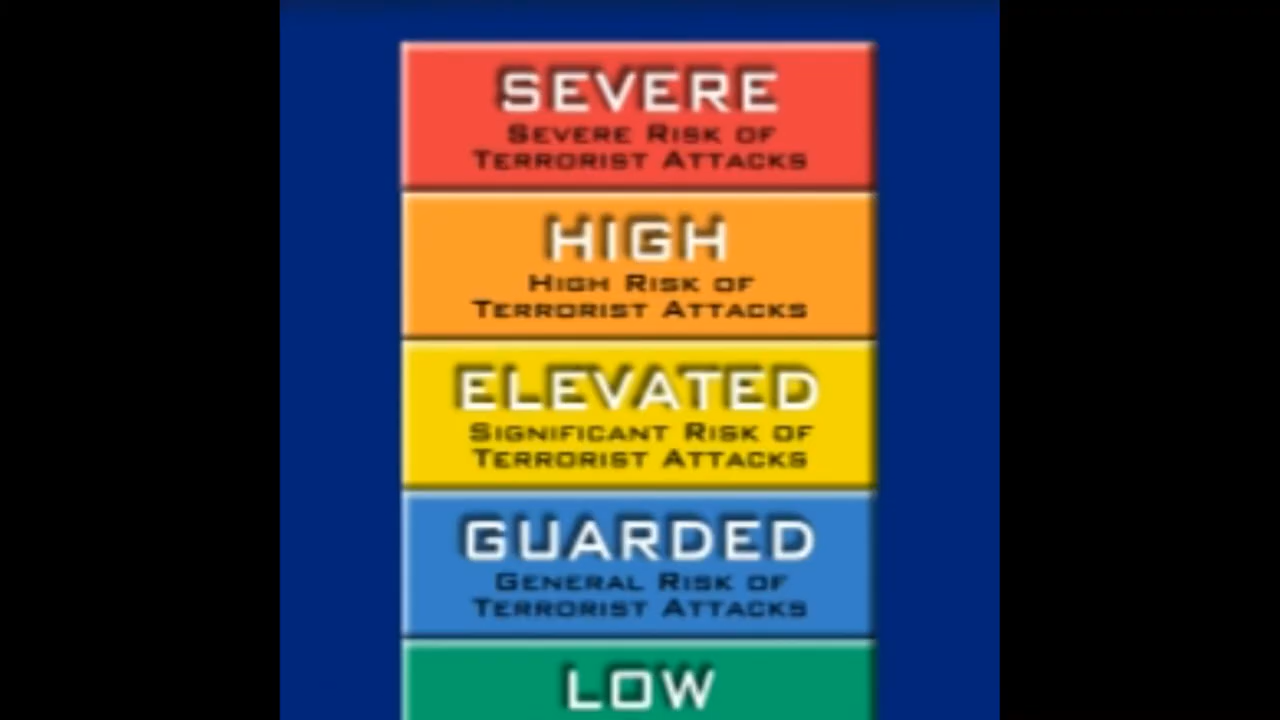 SEVERE
SEVERE RISK OF
TERRORIST ATTACKS
HIGH
HIGH RISK OF
TERRORIST ATTACKS
ELEVATED
SIGNIFICANT RISK OF
TERRORIST ATTACKS
GUARDED
GENERAL RISK OF
TERRORIST ATTACKS
LOW